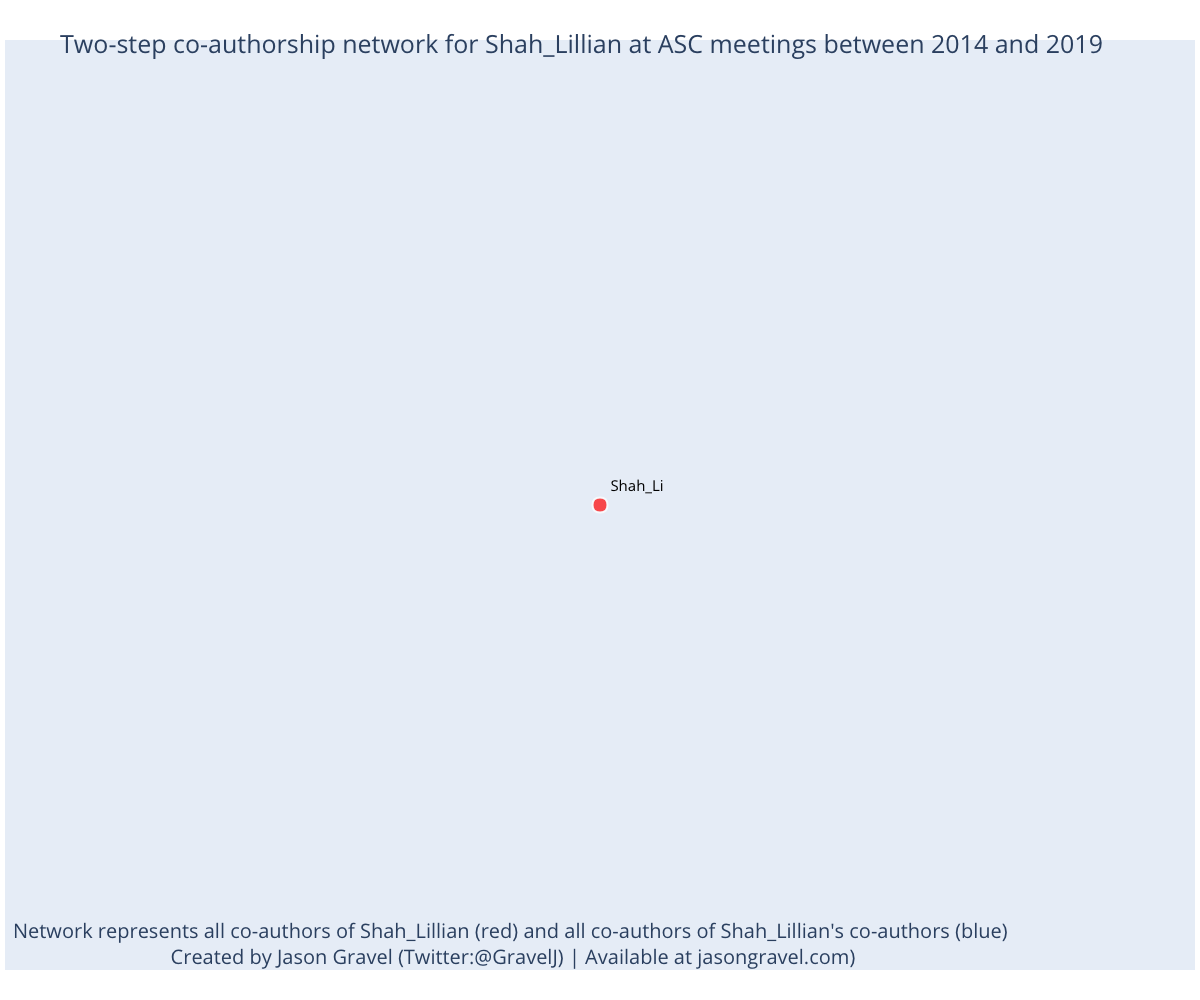 Two-step co-authorship network for Shah_Lillian at ASC meetings between 2014 and 2019
Shah_Li
Network represents all co-authors of Shah_Lillian (red) and all co-authors of Shah_Lillian's co-authors (blue)
Created by Jason Gravel (Twitter:@GravelJ) | Available at jasongravel.com)